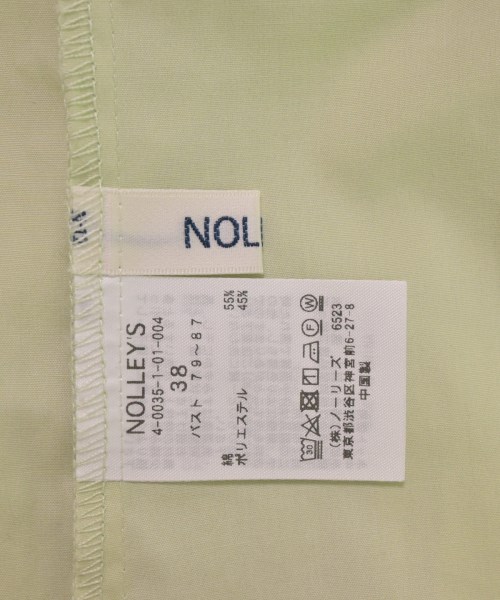 NOL
NOLLEY'S
4-0035-1-01-004
38
バスト 79～87
綿 55%
ポリエステル 45%
30 F W
6523
(株)ノーリーズ
東京都渋谷区神宮前6-27-8
中国製